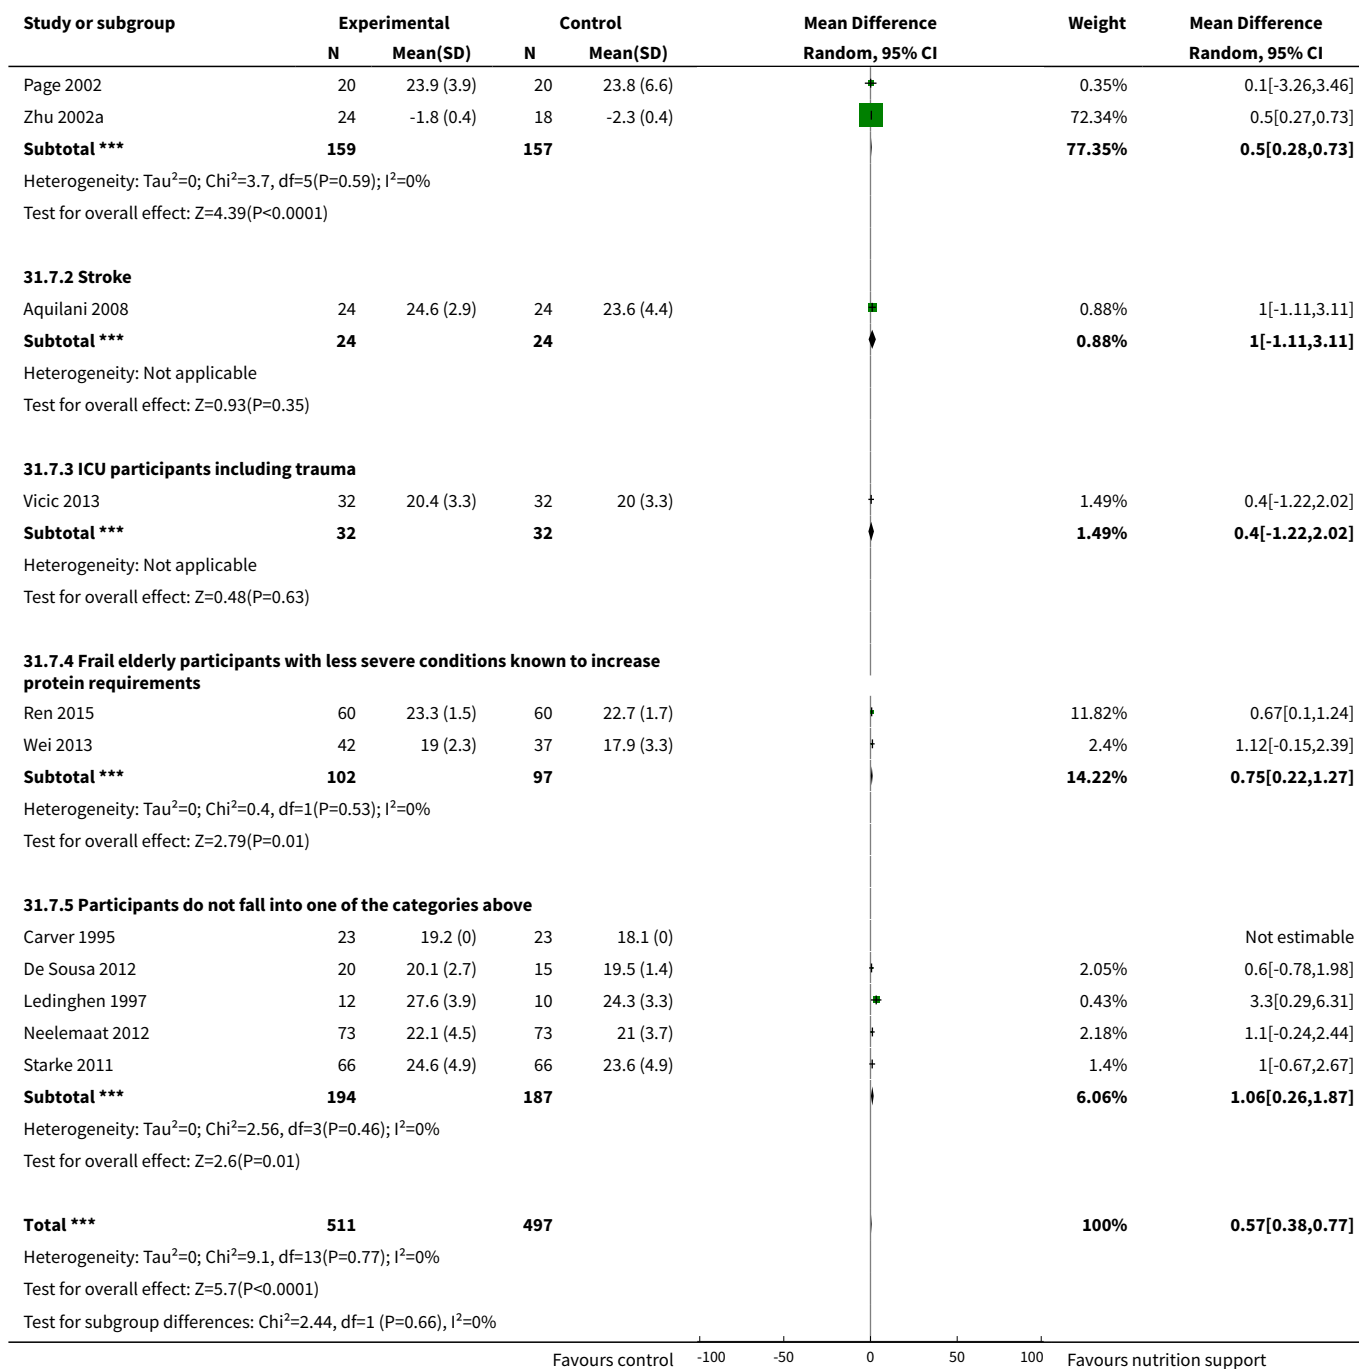 Study or subgroup Experimental Control Mean Difference Weight Mean Difference
N Mean(SD) N Mean(SD) Random, 95% CI Random, 95% CI
Page 2002 20 23.9 (3.9) 20 23.8 (6.6) 0.35% 0.1[-3.26,3.46]
Zhu 2002a 24 -1.8 (0.4) 18 -2.3 (0.4) 72.34% 0.5[0.27,0.73]
Subtotal *** 159 157 77.35% 0.5[0.28,0.73]
Heterogeneity: Tau²=0; Chi²=3.7, df=5(P=0.59); I²=0%
Test for overall effect: Z=4.39(P<0.0001)
31.7.2 Stroke
Aquilani 2008 24 24.6 (2.9) 24 23.6 (4.4) 0.88% 1[-1.11,3.11]
Subtotal *** 24 24 0.88% 1[-1.11,3.11]
Heterogeneity: Not applicable
Test for overall effect: Z=0.93(P=0.35)
31.7.3 ICU participants including trauma
Vicic 2013 32 20.4 (3.3) 32 20 (3.3) 1.49% 0.4[-1.22,2.02]
Subtotal *** 32 32 1.49% 0.4[-1.22,2.02]
Heterogeneity: Not applicable
Test for overall effect: Z=0.48(P=0.63)
31.7.4 Frail elderly participants with less severe conditions known to increase
protein requirements
Ren 2015 60 23.3 (1.5) 60 22.7 (1.7) 11.82% 0.67[0.1,1.24]
Wei 2013 42 19 (2.3) 37 17.9 (3.3) 2.4% 1.12[-0.15,2.39]
Subtotal *** 102 97 14.22% 0.75[0.22,1.27]
Heterogeneity: Tau²=0; Chi²=0.4, df=1(P=0.53); I²=0%
Test for overall effect: Z=2.79(P=0.01)
31.7.5 Participants do not fall into one of the categories above
Carver 1995 23 19.2 (0) 23 18.1 (0) Not estimable
De Sousa 2012 20 20.1 (2.7) 15 19.5 (1.4) 2.05% 0.6[-0.78,1.98]
Ledinghen 1997 12 27.6 (3.9) 10 24.3 (3.3) 0.43% 3.3[0.29,6.31]
Neelemaat 2012 73 22.1 (4.5) 73 21 (3.7) 2.18% 1.1[-0.24,2.44]
Starke 2011 66 24.6 (4.9) 66 23.6 (4.9) 1.4% 1[-0.67,2.67]
Subtotal *** 194 187 6.06% 1.06[0.26,1.87]
Heterogeneity: Tau²=0; Chi²=2.56, df=3(P=0.46); I²=0%
Test for overall effect: Z=2.6(P=0.01)
Total *** 511 497 100% 0.57[0.38,0.77]
Heterogeneity: Tau²=0; Chi²=9.1, df=13(P=0.77); I²=0%
Test for overall effect: Z=5.7(P<0.0001)
Test for subgroup differences: Chi²=2.44, df=1 (P=0.66), I²=0%
Favours control -100 -50 0 50 100 Favours nutrition support